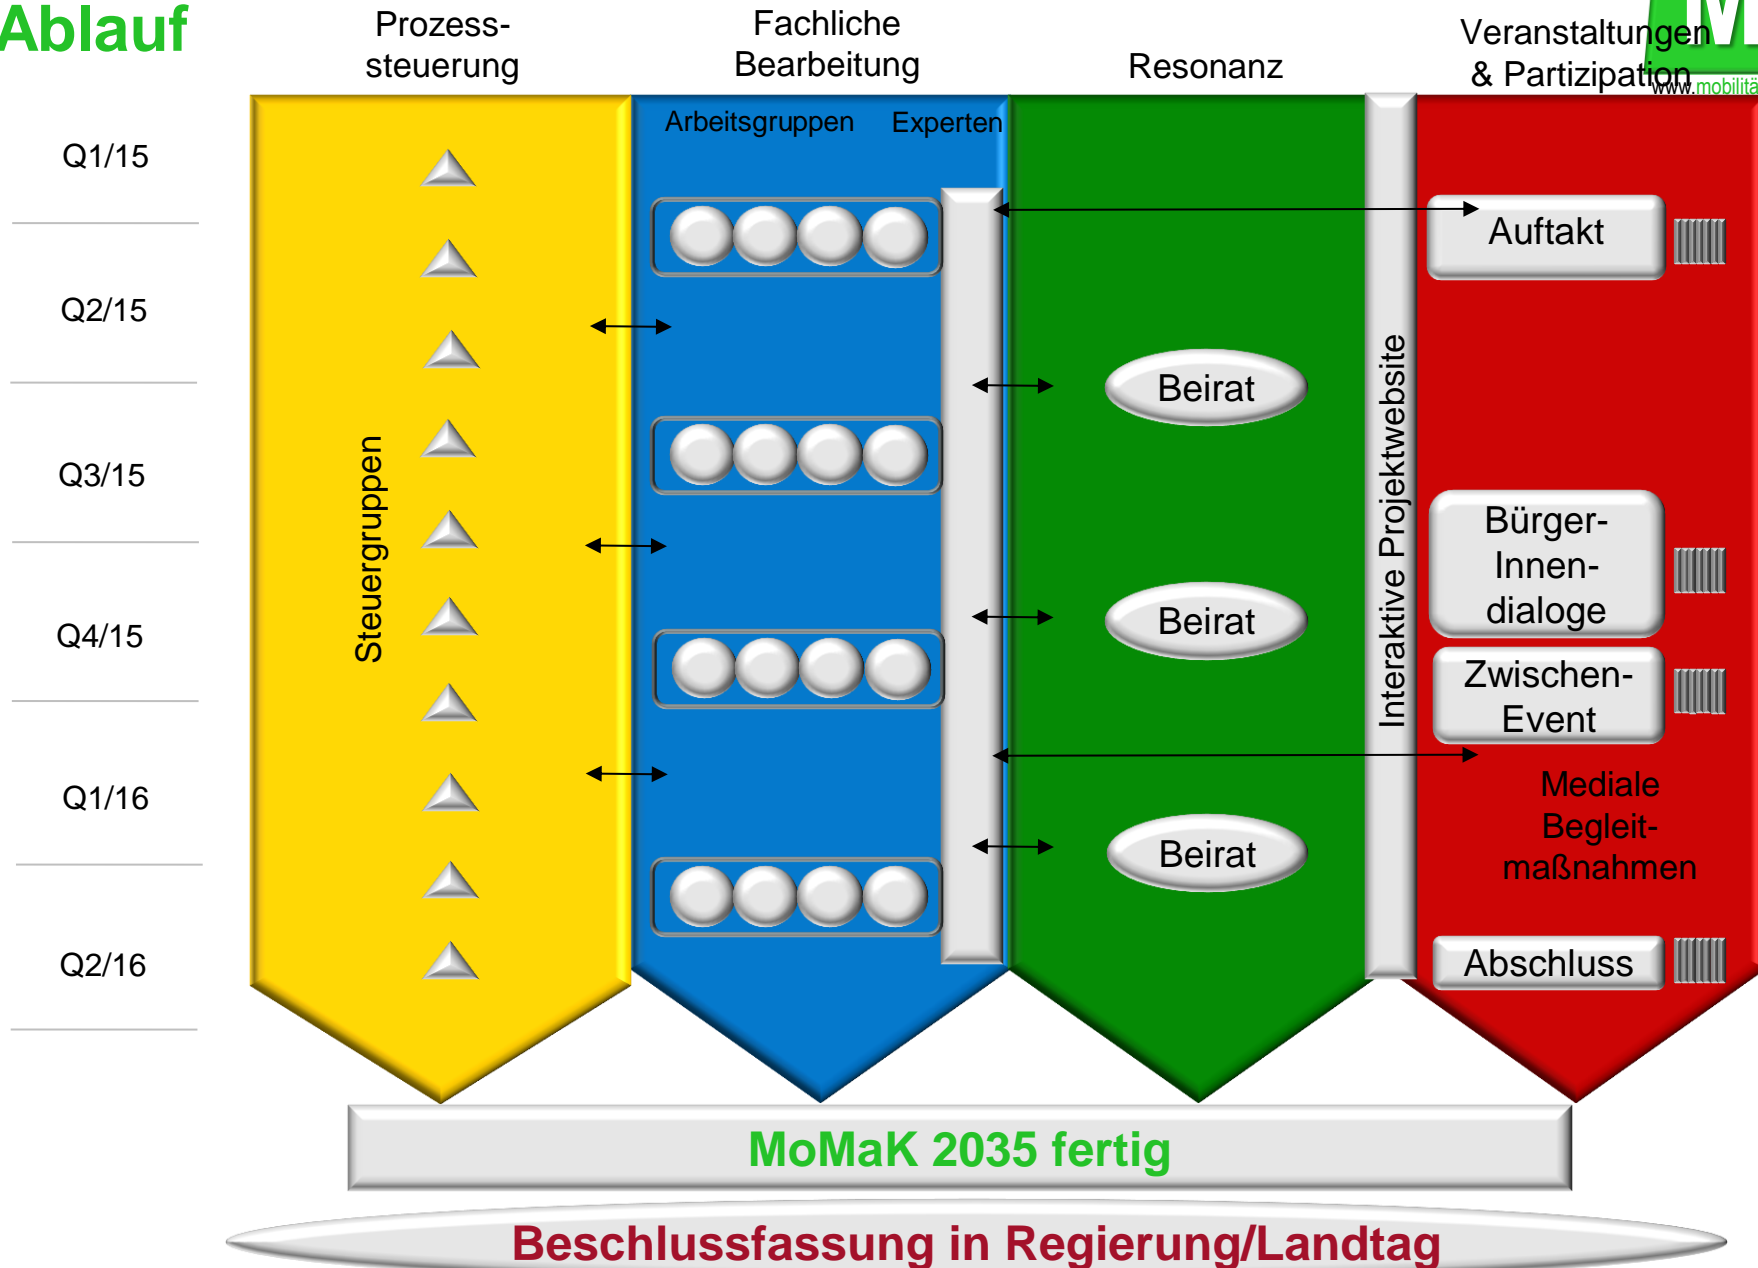 Ablauf
Prozess-
steuerung
Fachliche
Bearbeitung
Resonanz
Veranstaltungen
& Partizipation
www.mobilitä
Arbeitsgruppen
Experten
Q1/15
Q2/15
Q3/15
Q4/15
Q1/16
Q2/16
Steuergruppen
Beirat
Beirat
Beirat
Interaktive Projektwebsite
Auftakt
Bürger-
Innen-
dialoge
Zwischen-
Event
Mediale
Begleit-
maßnahmen
Abschluss
MoMaK 2035 fertig
Beschlussfassung in Regierung/Landtag